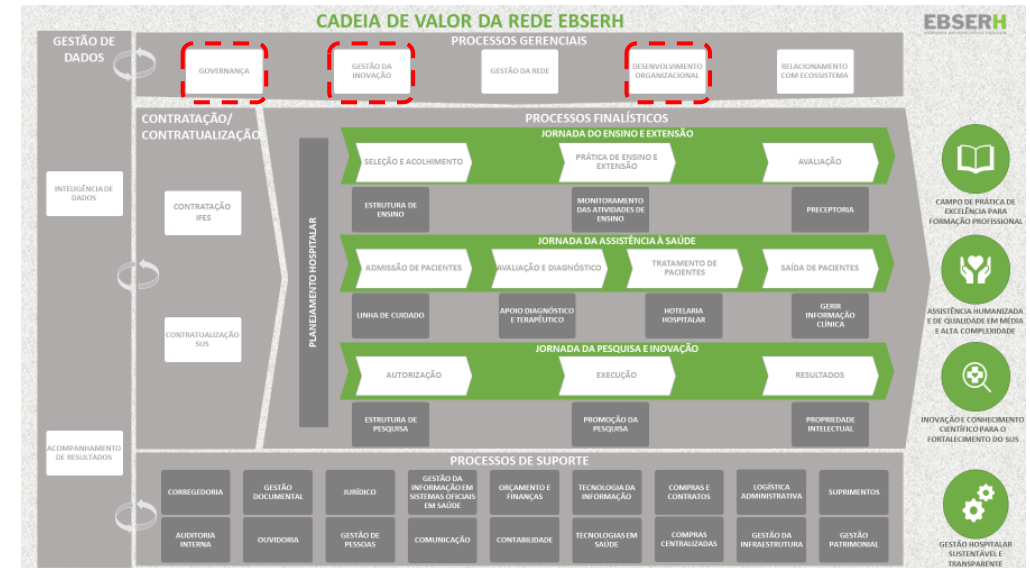 CADEIA DE VALOR DA REDE EBSERH
EBSERH
GESTÃO DE
DADOS
PROCESSOS GERENCIAIS
GOVERNANÇA
GESTÃO DA
INOVAÇÃO
GESTÃO DA REDE
DESENVOLVIMENTO
ORGANIZACIONAL
RELACIONAMENTO
COM ECOSSISTEMA
INTELIGÊNCIA DE
DADOS
ACOMPANHAMENTO
DE RESULTADOS
CONTRATAÇÃO/
CONTRATUALIZAÇÃO
CONTRATAÇÃO
IFES
CONTRATUALIZAÇÃO
SUS
PLANEJAMENTO HOSPITALAR
PROCESSOS FINALÍSTICOS
JORNADA DO ENSINO E EXTENSÃO
SELEÇÃO E ACOLHIMENTO
PRÁTICA DE ENSINO E
EXTENSÃO
AVALIAÇÃO
ESTRUTURA DE
ENSINO
MONITORAMENTO
DAS ATIVIDADES DE
ENSINO
PRECEPTORIA
JORNADA DA ASSISTÊNCIA À SAÚDE
ADMISSÃO DE PACIENTES
AVALIAÇÃO E DIAGNÓSTICO
TRATAMENTO DE
PACIENTES
SAÍDA DE PACIENTES
LINHA DE CUIDADO
APOIO DIAGNÓSTICO
E TERAPÊUTICO
HOTELARIA
HOSPITALAR
GERIR
INFORMAÇÃO
CLÍNICA
JORNADA DA PESQUISA E INOVAÇÃO
AUTORIZAÇÃO
EXECUÇÃO
RESULTADOS
ESTRUTURA DE
PESQUISA
PROMOÇÃO DA
PESQUISA
PROPRIEDADE
INTELECTUAL
PROCESSOS DE SUPORTE
CORREGEDORIA
GESTÃO
DOCUMENTAL
JURÍDICO
GESTÃO DA
INFORMAÇÃO EM
SISTEMAS OFICIAIS
EM SAÚDE
ORÇAMENTO E
FINANÇAS
TECNOLOGIA DA
INFORMAÇÃO
COMPRAS E
CONTRATOS
LOGÍSTICA
ADMINISTRATIVA
SUPRIMENTOS
AUDITORIA
INTERNA
OUVIDORIA
GESTÃO DE
PESSOAS
COMUNICAÇÃO
CONTABILIDADE
TECNOLOGIAS EM
SAÚDE
COMPRAS
CENTRALIZADAS
GESTÃO DA
INFRAESTRUTURA
GESTÃO
PATRIMONIAL
CAMPO DE PRÁTICA DE
EXCELÊNCIA PARA
FORMAÇÃO PROFISSIONAL
ASSISTÊNCIA HUMANIZADA
E DE QUALIDADE EM MÉDIA
E ALTA COMPLEXIDADE
INOVAÇÃO E CONHECIMENTO
CIENTÍFICO PARA O
FORTALECIMENTO DO SUS
GESTÃO HOSPITALAR
SUSTENTÁVEL E
TRANSPARENTE